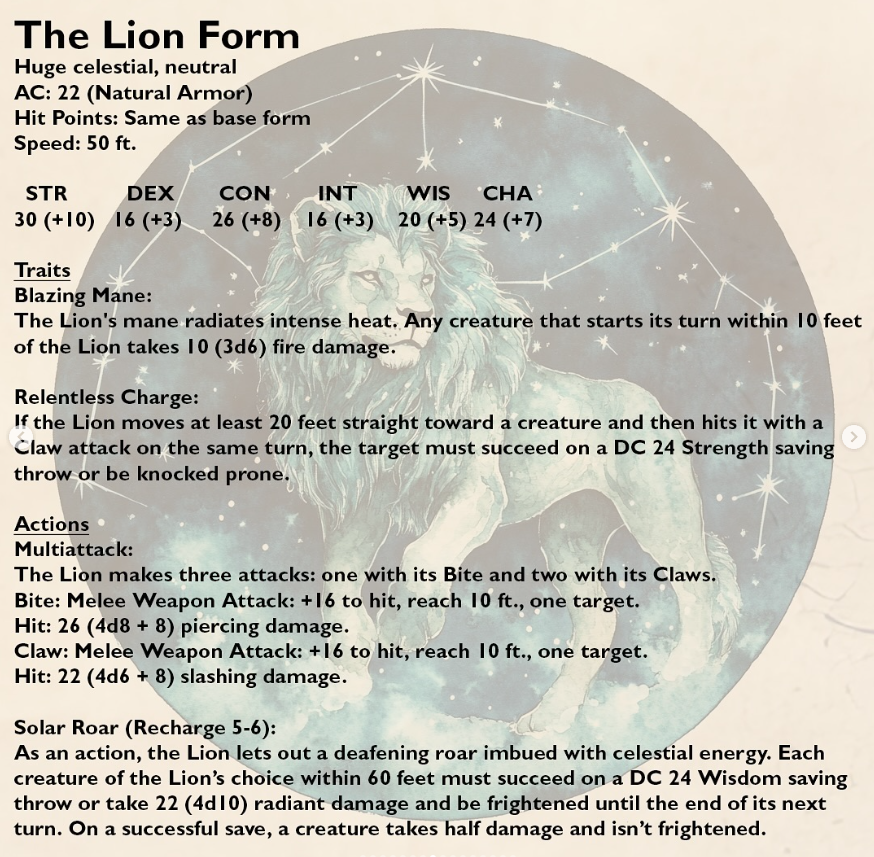 The Lion Form
Huge celestial, neutral
AC: 22 (Natural Armor)
Hit Points: Same as base form
Speed: 50 ft.
STR DEX CON INT WIS CHA
30 (+10) 16 (+3) 26 (+8) 16 (+3) 20 (+5) 24 (+7)
Traits
Blazing Mane:
The Lion's mane radiates intense heat. Any creature that starts its turn within 10 feet
of the Lion takes 10 (3d6) fire damage.
Relentless Charge:
If the Lion moves at least 20 feet straight toward a creature and then hits it with a
Claw attack on the same turn, the target must succeed on a DC 24 Strength saving
throw or be knocked prone.
Actions
Multiattack:
The Lion makes three attacks: one with its Bite and two with its Claws.
Bite: Melee Weapon Attack: +16 to hit, reach 10 ft., one target.
Hit: 26 (4d8 + 8) piercing damage.
Claw: Melee Weapon Attack: +16 to hit, reach 10 ft., one target.
Hit: 22 (4d6 + 8) slashing damage.
Solar Roar (Recharge 5-6):
As an action, the Lion lets out a deafening roar imbued with celestial energy. Each
creature of the Lion’s choice within 60 feet must succeed on a DC 24 Wisdom saving
throw or take 22 (4d10) radiant damage and be frightened until the end of its next
turn. On a successful save, a creature takes half damage and isn’t frightened.